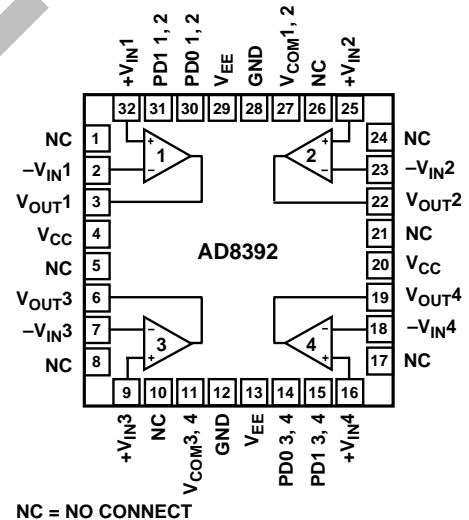 +VIN1
PD1 1, 2
PD0 1, 2
VEE
GND
VCOM1, 2
NC
+VIN2
32 31 30 29 28 27 26 25
NC 1
–VIN1 2
VOUT1 3
VCC 4
NC 5
VOUT3 6
–VIN3 7
NC 8
+ – 1
+ – 2
AD8392
– + 3
– + 4
24 NC
23 –VIN2
22 VOUT2
21 NC
20 VCC
19 VOUT4
18 –VIN4
17 NC
9 10 11 12 13 14 15 16
+VIN3
NC
VCOM3, 4
GND
VEE
PD0 3, 4
PD1 3, 4
+VIN4
NC = NO CONNECT